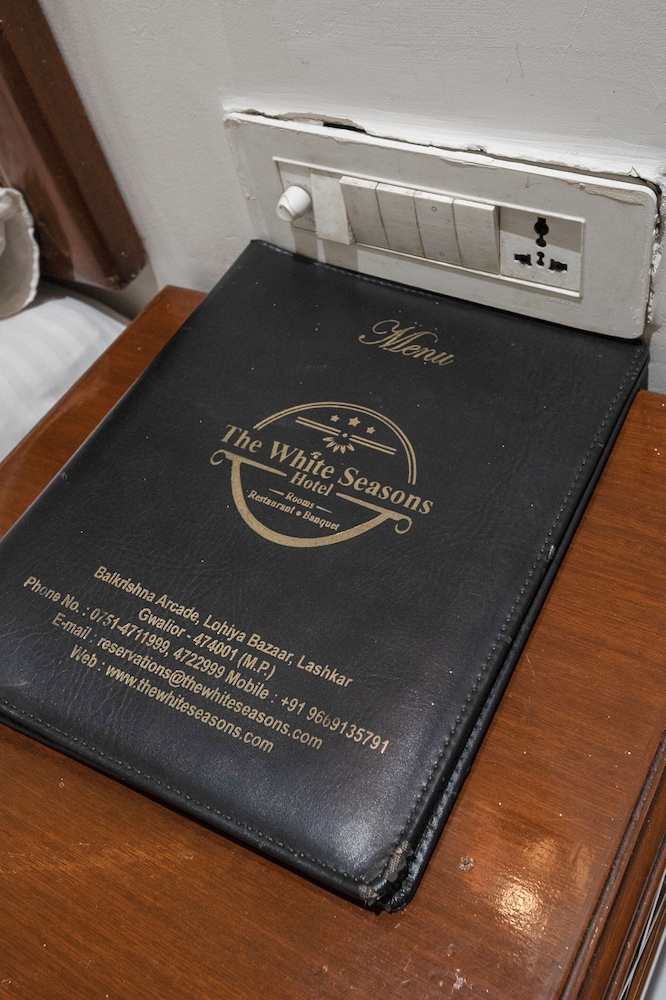 Menu
The White Seasons
Hotel
Rooms
Restaurant • Banquet
Balkrishna Arcade, Lohiya Bazaar, Lashkar
Gwalior - 474001 (M.P.)
Phone No. : 0751-4711999, 4722999 Mobile : +91 9669135791
E-mail : reservations@thewhiteseasons.com
Web : www.thewhiteseasons.com